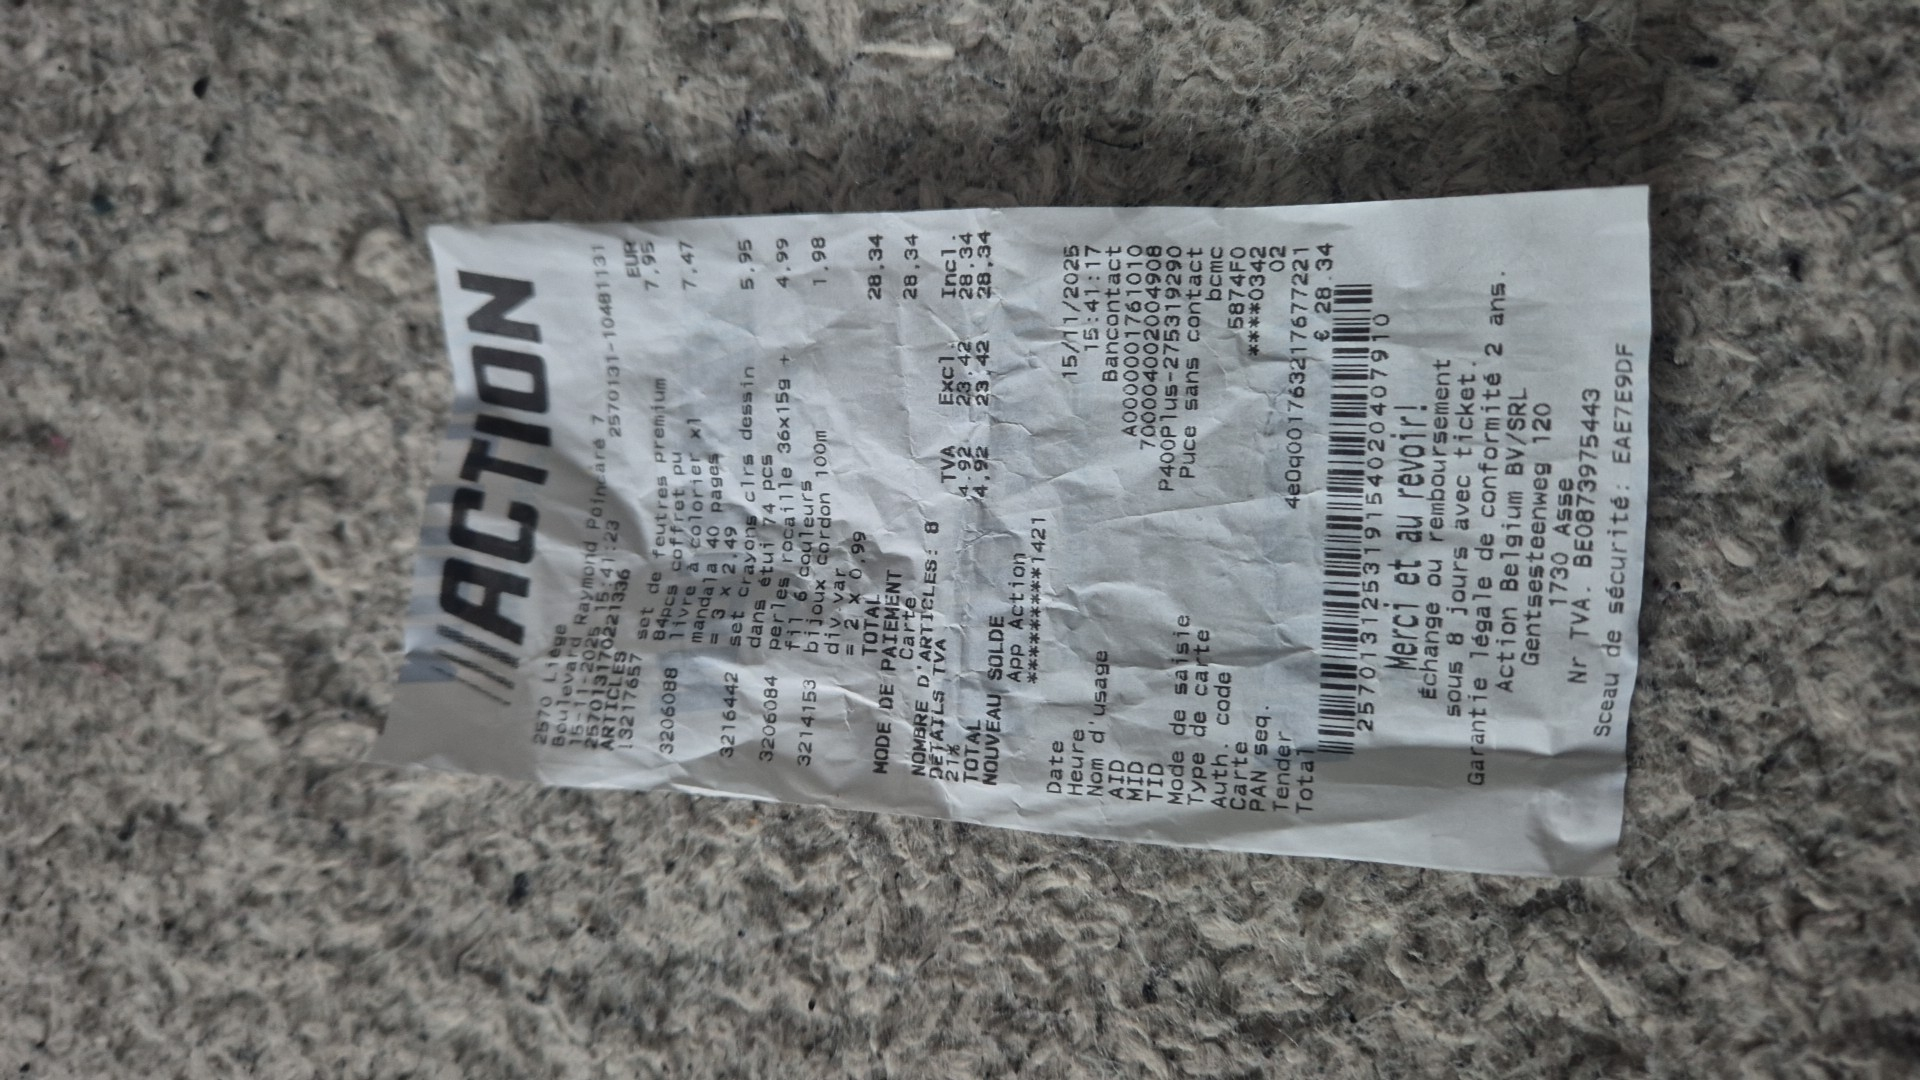 ACTION
2570 Liège
Boulevard Raymond Poincaré 7
15-11-2025 15:41:23 2570131-10481131
2570131170221336
ARTICLES EUR
3217657 set de feutres premium 7.95
84pcs coffret pu
3206088 livre à colorier x1 7.47
mandala 40 pages
= 3 x 2.49
3216442 set crayons clrs dessin 5.95
dans étui 74 pcs
3206084 perles rocaille 36x15g + 4.99
fil 6 couleurs
3214153 bijoux cordon 100m 1.98
div var
= 2 x 0.99
TOTAL 28.34
MODE DE PAIEMENT
Carte 28.34
NOMBRE D'ARTICLES: 8
DÉTAILS TVA TVA Excl. Incl.
21% 4.92 23.42 28.34
TOTAL 4.92 23.42 28.34
NOUVEAU SOLDE
App Action
**********1421
Date 15/11/2025
Heure 15:41:17
Nom d'usage Bancontact
AID A0000001761010
MID 700004002004908
TID P400Plus-275319290
Mode de saisie Puce sans contact
Type de carte bcmc
Auth. code 5874F0
Carte ****0342
PAN seq. 02
Tender 4e0q001763217677221
Total € 28.34
257013125319154020407910
Merci et au revoir!
Échange ou remboursement
sous 8 jours avec ticket.
Garantie légale de conformité 2 ans.
Action Belgium BV/SRL
Gentsesteenweg 120
1730 Asse
Nr TVA. BE0873975443
Sceau de sécurité: EAE7E9DF